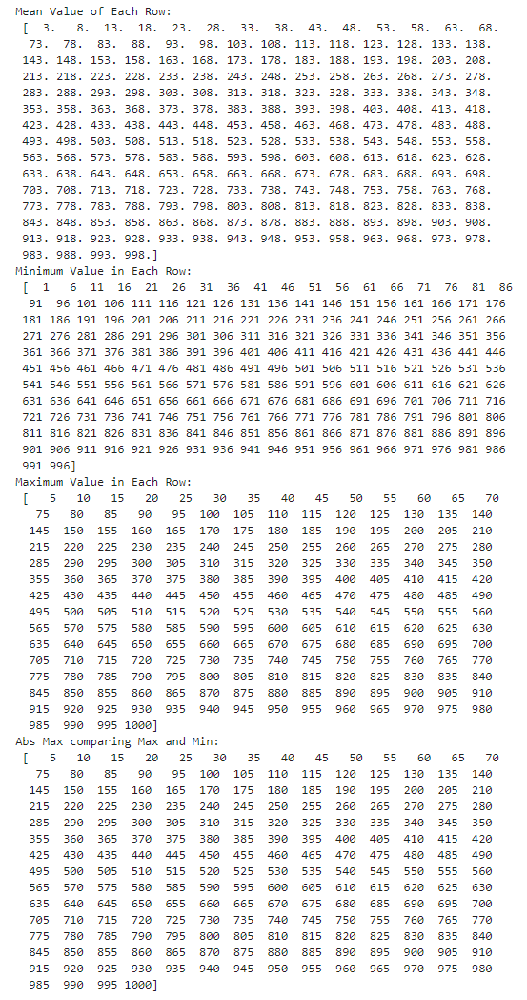 Mean Value of Each Row:
[  3.   8.  13.  18.  23.  28.  33.  38.  43.  48.  53.  58.  63.  68.
73.  78.  83.  88.  93.  98. 103. 108. 113. 118. 123. 128. 133. 138.
143. 148. 153. 158. 163. 168. 173. 178. 183. 188. 193. 198. 203. 208.
213. 218. 223. 228. 233. 238. 243. 248. 253. 258. 263. 268. 273. 278.
283. 288. 293. 298. 303. 308. 313. 318. 323. 328. 333. 338. 343. 348.
353. 358. 363. 368. 373. 378. 383. 388. 393. 398. 403. 408. 413. 418.
423. 428. 433. 438. 443. 448. 453. 458. 463. 468. 473. 478. 483. 488.
493. 498. 503. 508. 513. 518. 523. 528. 533. 538. 543. 548. 553. 558.
563. 568. 573. 578. 583. 588. 593. 598. 603. 608. 613. 618. 623. 628.
633. 638. 643. 648. 653. 658. 663. 668. 673. 678. 683. 688. 693. 698.
703. 708. 713. 718. 723. 728. 733. 738. 743. 748. 753. 758. 763. 768.
773. 778. 783. 788. 793. 798. 803. 808. 813. 818. 823. 828. 833. 838.
843. 848. 853. 858. 863. 868. 873. 878. 883. 888. 893. 898. 903. 908.
913. 918. 923. 928. 933. 938. 943. 948. 953. 958. 963. 968. 973. 978.
983. 988. 993. 998.]
Minimum Value in Each Row:
[  1   6  11  16  21  26  31  36  41  46  51  56  61  66  71  76  81  86
91  96 101 106 111 116 121 126 131 136 141 146 151 156 161 166 171 176
181 186 191 196 201 206 211 216 221 226 231 236 241 246 251 256 261 266
271 276 281 286 291 296 301 306 311 316 321 326 331 336 341 346 351 356
361 366 371 376 381 386 391 396 401 406 411 416 421 426 431 436 441 446
451 456 461 466 471 476 481 486 491 496 501 506 511 516 521 526 531 536
541 546 551 556 561 566 571 576 581 586 591 596 601 606 611 616 621 626
631 636 641 646 651 656 661 666 671 676 681 686 691 696 701 706 711 716
721 726 731 736 741 746 751 756 761 766 771 776 781 786 791 796 801 806
811 816 821 826 831 836 841 846 851 856 861 866 871 876 881 886 891 896
901 906 911 916 921 926 931 936 941 946 951 956 961 966 971 976 981 986
991 996]
Maximum Value in Each Row:
[   5   10   15   20   25   30   35   40   45   50   55   60   65   70
75   80   85   90   95  100  105  110  115  120  125  130  135  140
145  150  155  160  165  170  175  180  185  190  195  200  205  210
215  220  225  230  235  240  245  250  255  260  265  270  275  280
285  290  295  300  305  310  315  320  325  330  335  340  345  350
355  360  365  370  375  380  385  390  395  400  405  410  415  420
425  430  435  440  445  450  455  460  465  470  475  480  485  490
495  500  505  510  515  520  525  530  535  540  545  550  555  560
565  570  575  580  585  590  595  600  605  610  615  620  625  630
635  640  645  650  655  660  665  670  675  680  685  690  695  700
705  710  715  720  725  730  735  740  745  750  755  760  765  770
775  780  785  790  795  800  805  810  815  820  825  830  835  840
845  850  855  860  865  870  875  880  885  890  895  900  905  910
915  920  925  930  935  940  945  950  955  960  965  970  975  980
985  990  995 1000]
Abs Max comparing Max and Min:
[   5   10   15   20   25   30   35   40   45   50   55   60   65   70
75   80   85   90   95  100  105  110  115  120  125  130  135  140
145  150  155  160  165  170  175  180  185  190  195  200  205  210
215  220  225  230  235  240  245  250  255  260  265  270  275  280
285  290  295  300  305  310  315  320  325  330  335  340  345  350
355  360  365  370  375  380  385  390  395  400  405  410  415  420
425  430  435  440  445  450  455  460  465  470  475  480  485  490
495  500  505  510  515  520  525  530  535  540  545  550  555  560
565  570  575  580  585  590  595  600  605  610  615  620  625  630
635  640  645  650  655  660  665  670  675  680  685  690  695  700
705  710  715  720  725  730  735  740  745  750  755  760  765  770
775  780  785  790  795  800  805  810  815  820  825  830  835  840
845  850  855  860  865  870  875  880  885  890  895  900  905  910
915  920  925  930  935  940  945  950  955  960  965  970  975  980
985  990  995 1000]